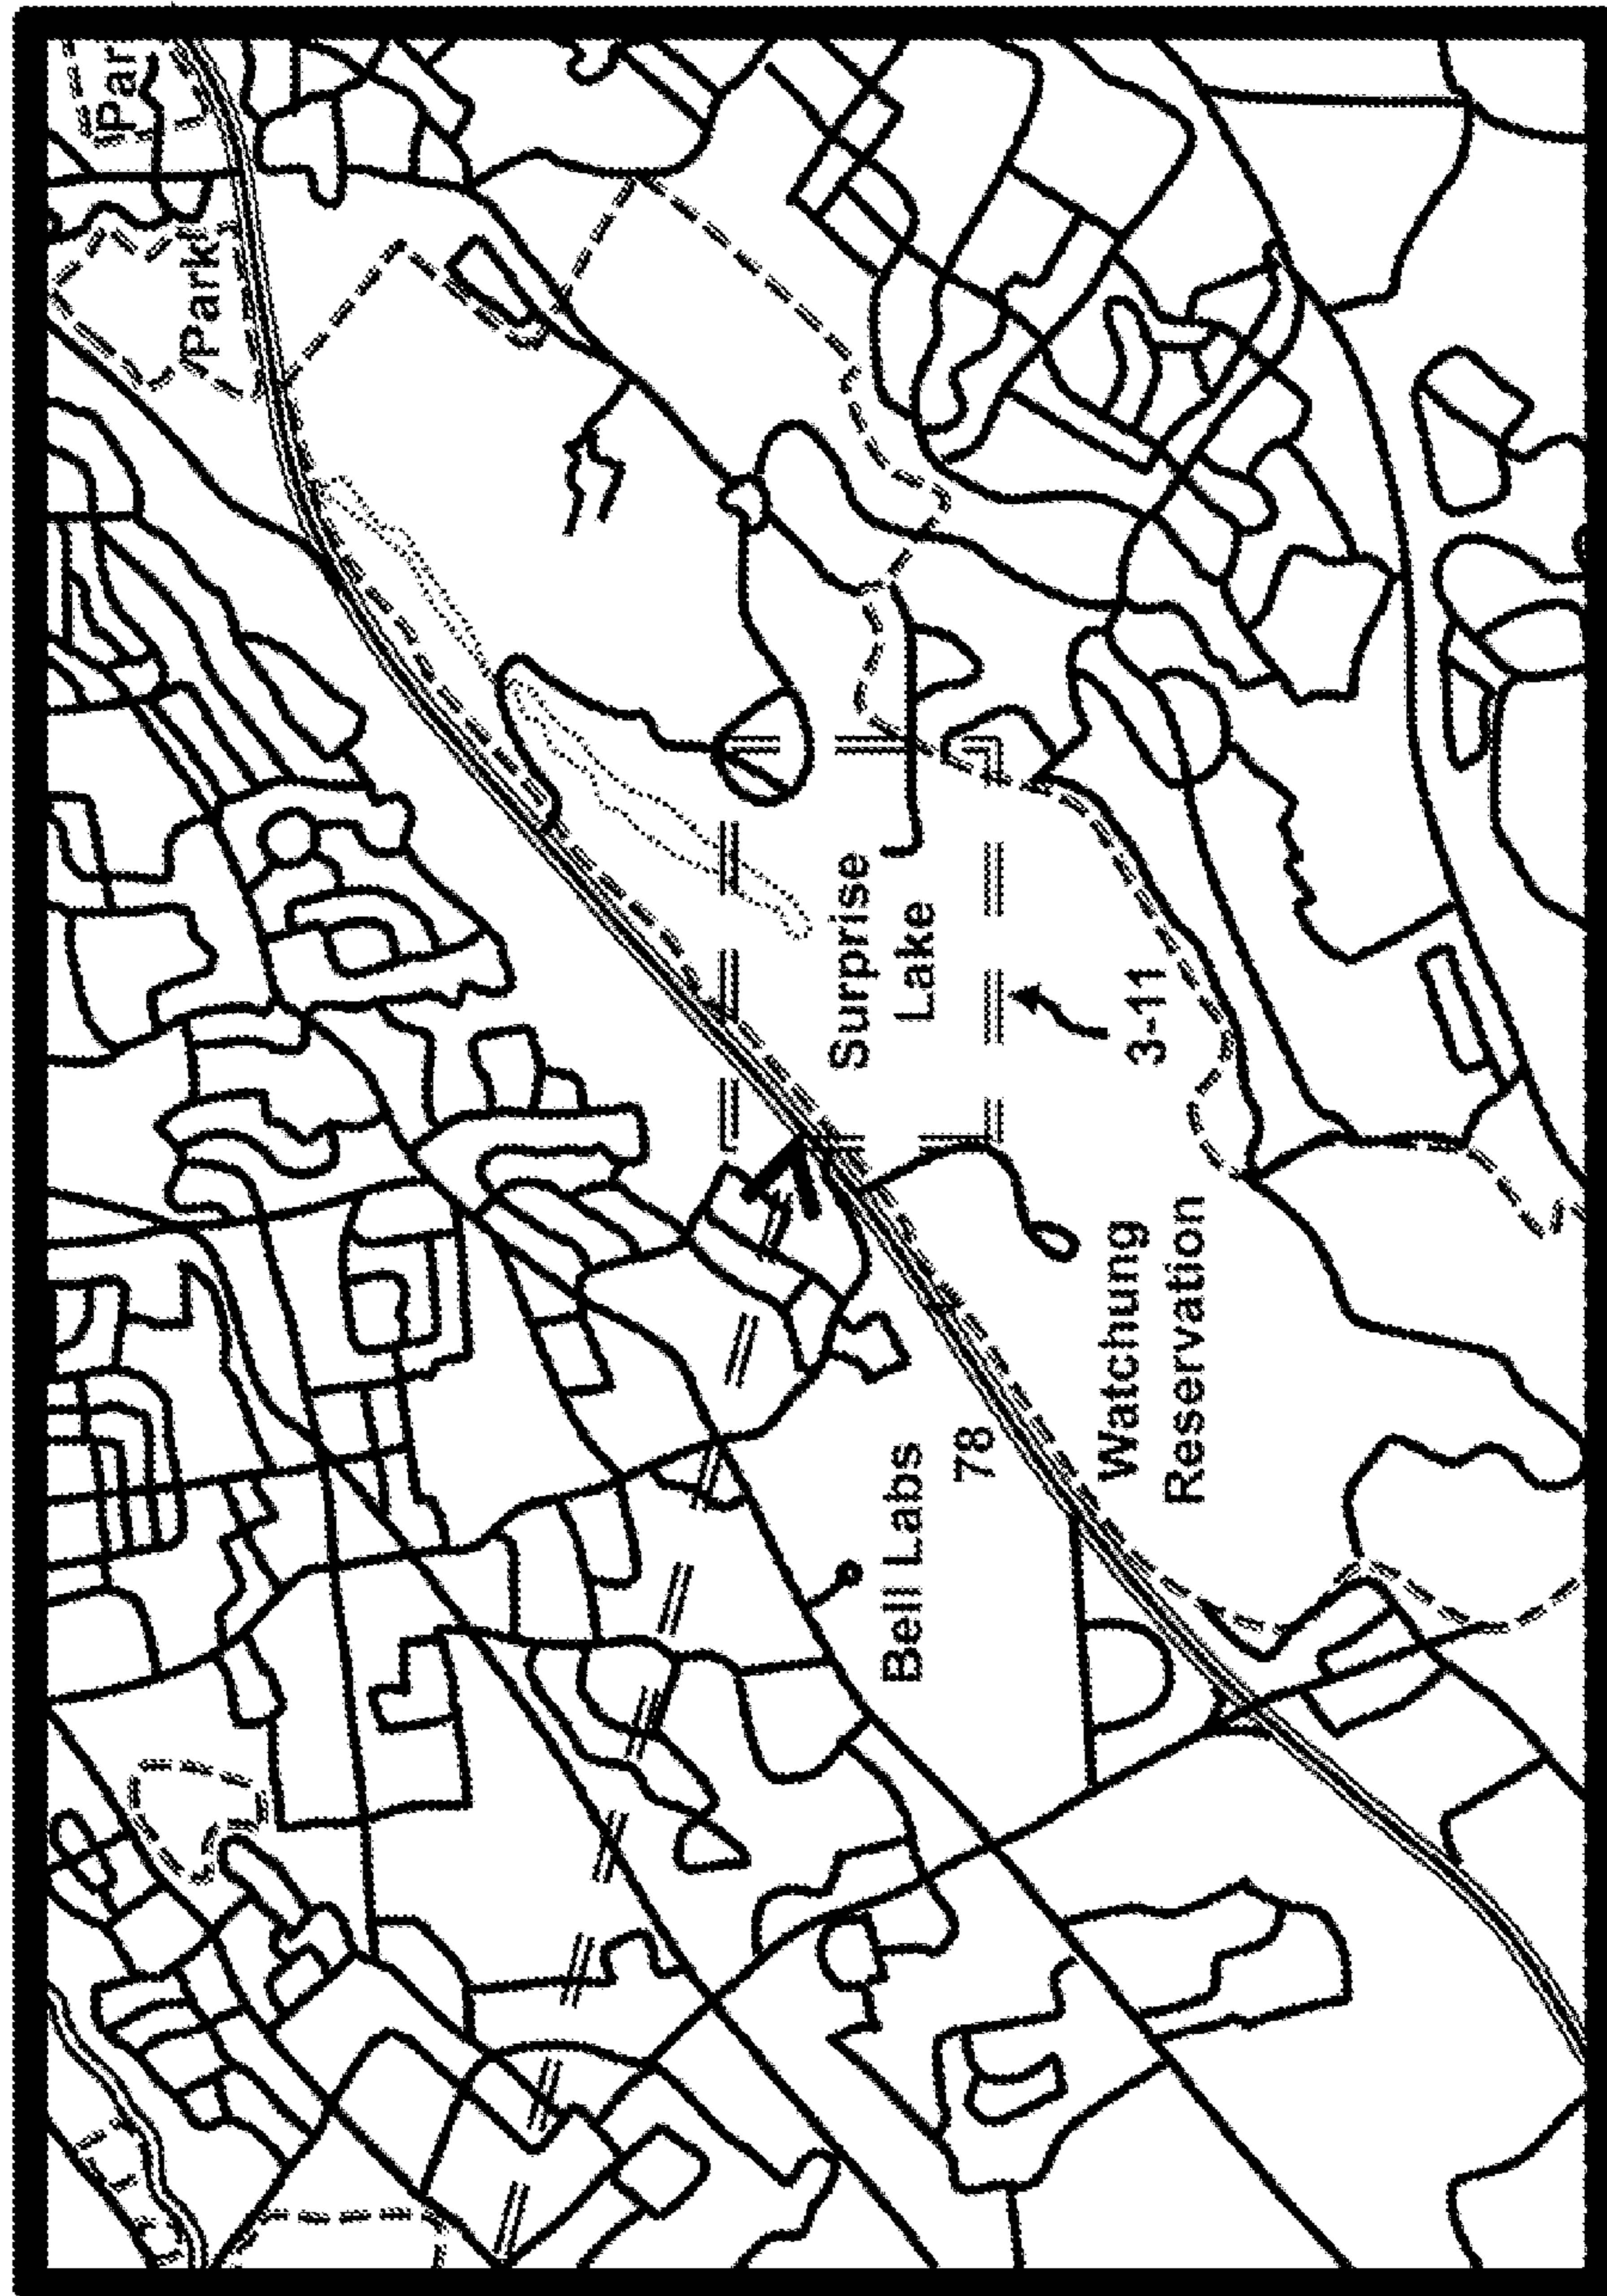 Par
Park
Surprise
Lake
Bell Labs
78
3-11
Watchung
Reservation